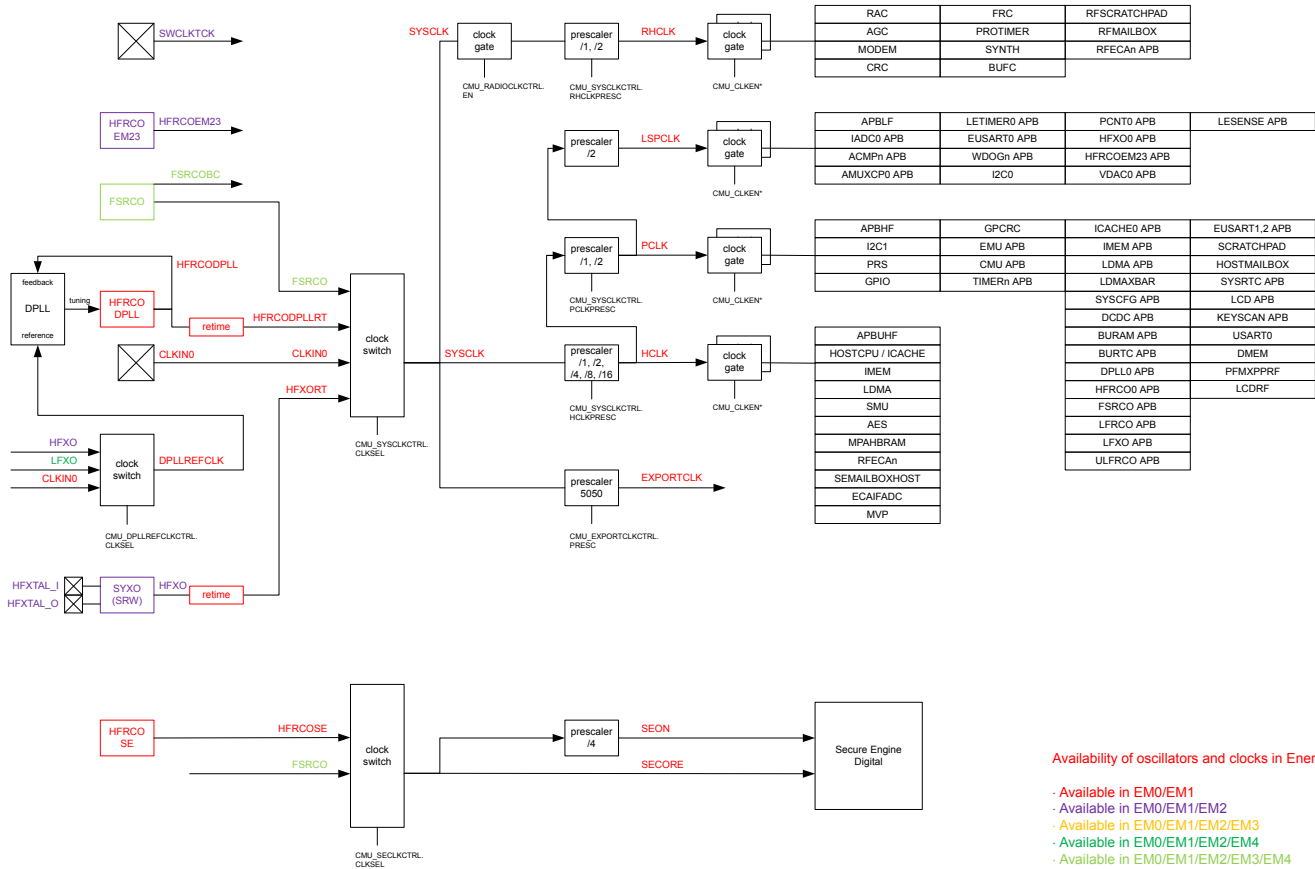 SWCLKTCK
HFRCO
EM23
HFRCOEM23
FSRCO
FSRCOBC
FSRCO
HFRCODPLL
feedback
DPLL
reference
tuning
HFRCO
DPLL
retime
HFRCODPLLRT
CLKIN0
CLKIN0
HFXORT
HFXO
LFXO
CLKIN0
clock
switch
DPLLREFCLK
CMU_DPLLREFCLKCTRL.
CLKSEL
HFXTAL_I
HFXTAL_O
SYXO
(SRW)
HFXO
retime
clock
switch
CMU_SYSCLKCTRL.
CLKSEL
SYSCLK
SYSCLK
clock
gate
CMU_RADIOCLKCTRL.
EN
prescaler
/1, /2
CMU_SYSCLKCTRL.
RHCLKPRESC
RHCLK
clock
gate
CMU_CLKEN*
RAC FRC RFSCRATCHPAD
AGC PROTIMER RFMAILBOX
MODEM SYNTH RFECAn APB
CRC BUFC
prescaler
/2
LSPCLK
clock
gate
CMU_CLKEN*
APBLF LETIMER0 APB PCNT0 APB LESENSE APB
IADC0 APB EUSART0 APB HFXO0 APB
ACMPn APB WDOGn APB HFRCOEM23 APB
AMUXCP0 APB I2C0 VDAC0 APB
prescaler
/1, /2
CMU_SYSCLKCTRL.
PCLKPRESC
PCLK
clock
gate
CMU_CLKEN*
APBHF GPCRC ICACHE0 APB EUSART1,2 APB
I2C1 EMU APB IMEM APB SCRATCHPAD
PRS CMU APB LDMA APB HOSTMAILBOX
GPIO TIMERn APB LDMAXBAR SYSRTC APB
SYSCFG APB LCD APB
DCDC APB KEYSCAN APB
BURAM APB USART0
BURTC APB DMEM
DPLL0 APB PFMXPPRF
HFRCO0 APB LCDRF
FSRCO APB
LFRCO APB
LFXO APB
ULFRCO APB
prescaler
/1, /2,
/4, /8, /16
CMU_SYSCLKCTRL.
HCLKPRESC
HCLK
clock
gate
CMU_CLKEN*
APBUHF
HOSTCPU / ICACHE
IMEM
LDMA
SMU
AES
MPAHBRAM
RFECAn
SEMAILBOXHOST
ECAIFADC
MVP
prescaler
5050
CMU_EXPORTCLKCTRL.
PRESC
EXPORTCLK
HFRCO
SE
HFRCOSE
FSRCO
clock
switch
CMU_SECLKCTRL.
CLKSEL
prescaler
/4
SEON
SECORE
Secure Engine
Digital
Availability of oscillators and clocks in Ener
· Available in EM0/EM1
· Available in EM0/EM1/EM2
· Available in EM0/EM1/EM2/EM3
· Available in EM0/EM1/EM2/EM4
· Available in EM0/EM1/EM2/EM3/EM4